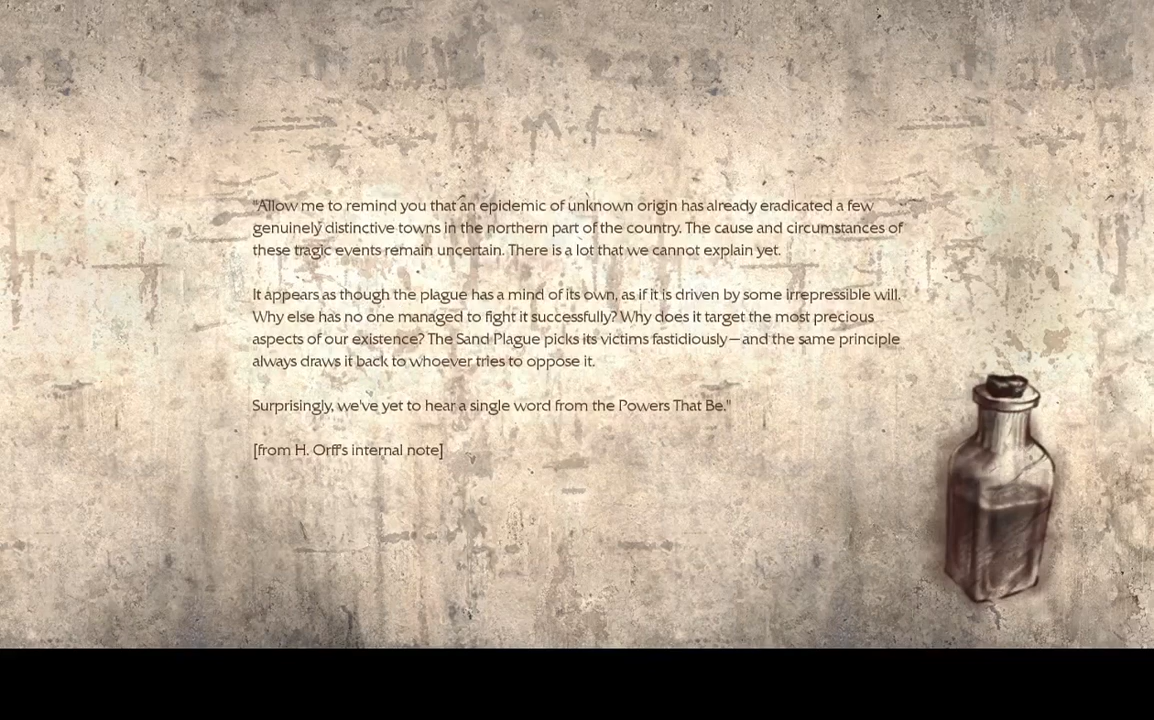 "Allow me to remind you that an epidemic of unknown origin has already eradicated a few
genuinely distinctive towns in the northern part of the country. The cause and circumstances of
these tragic events remain uncertain. There is a lot that we cannot explain yet.
It appears as though the plague has a mind of its own, as if it is driven by some irrepressible will.
Why else has no one managed to fight it successfully? Why does it target the most precious
aspects of our existence? The Sand Plague picks its victims fastidiously—and the same principle
always draws it back to whoever tries to oppose it.
Surprisingly, we've yet to hear a single word from the Powers That Be."
[from H. Orff's internal note]